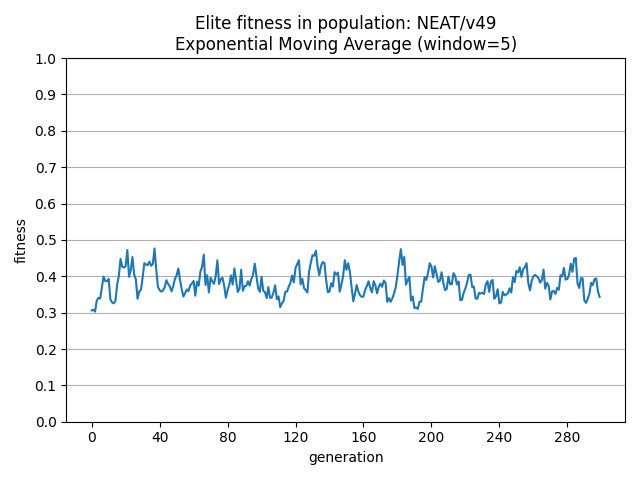 Elite fitness in population: NEAT/v49
Exponential Moving Average (window=5)
1.0
0.9
0.8
0.7
0.6
0.5
0.4
0.3
0.2
0.1
0.0
fitness
0 40 80 120 160 200 240 280
generation